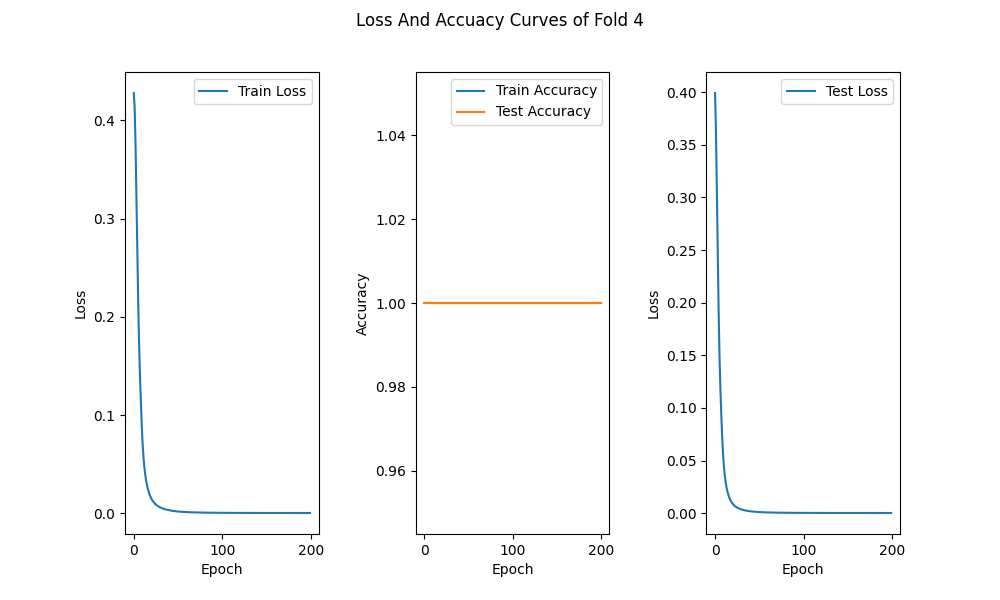 Loss And Accuacy Curves of Fold 4
Train Loss
0.4
0.3
0.2
0.1
0.0
Loss
0 100 200
Epoch
Train Accuracy
Test Accuracy
1.04
1.02
1.00
0.98
0.96
Accuracy
0 100 200
Epoch
Test Loss
0.40
0.35
0.30
0.25
0.20
0.15
0.10
0.05
0.00
Loss
0 100 200
Epoch